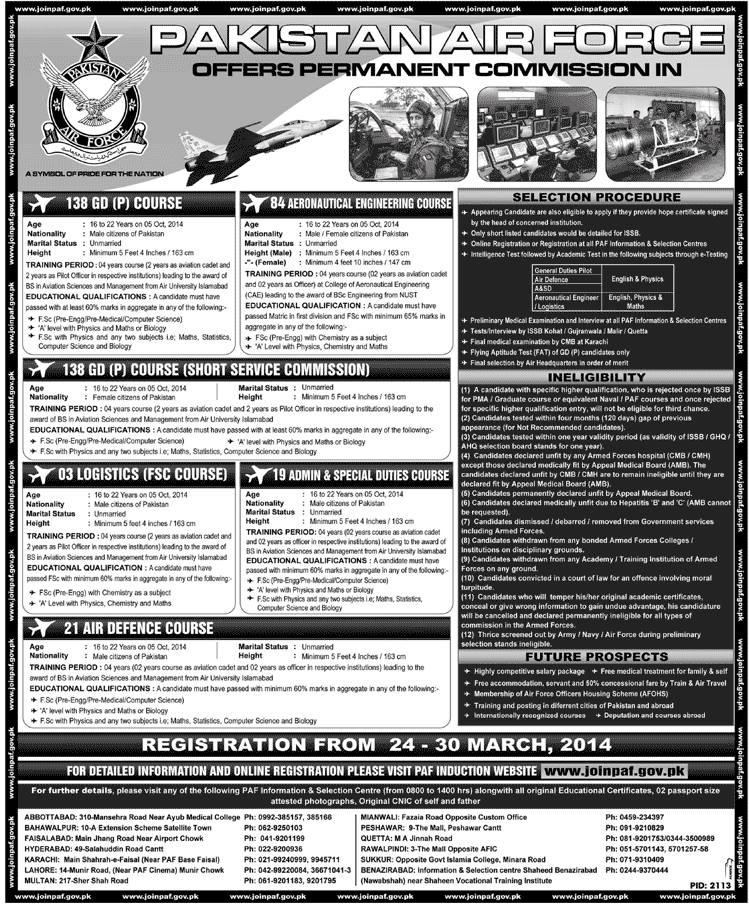 www.joinpaf.gov.pk www.joinpaf.gov.pk www.joinpaf.gov.pk www.joinpaf.gov.pk www.joinpaf.gov.pk
PAKISTAN AIR FORCE
OFFERS PERMANENT COMMISSION IN
PAKISTAN
AIR FORCE
A SYMBOL OF PRIDE FOR THE NATION
138 GD (P) COURSE
Age : 16 to 22 Years on 05 Oct, 2014
Nationality : Male citizens of Pakistan
Marital Status : Unmarried
Height : Minimum 5 Feet 4 Inches / 163 cm
TRAINING PERIOD : 04 years course (2 years as aviation cadet and
2 years as Pilot Officer in respective institutions) leading to the award of
BS in Aviation Sciences and Management from Air University Islamabad
EDUCATIONAL QUALIFICATIONS : A candidate must have
passed with at least 60% marks in aggregate in any of the following:-
F.Sc (Pre-Engg/Pre-Medical/Computer Science)
'A' level with Physics and Maths or Biology
F.Sc with Physics and any two subjects i.e; Maths, Statistics,
Computer Science and Biology
84 AERONAUTICAL ENGINEERING COURSE
Age : 16 to 22 Years on 05 Oct, 2014
Nationality : Male / Female citizens of Pakistan
Marital Status : Unmarried
Height (Male) : Minimum 5 Feet 4 Inches / 163 cm
-"- (Female) : Minimum 4 feet 10 inches / 147 cm
TRAINING PERIOD : 04 years course (02 years as aviation cadet
and 02 years as Officer) at College of Aeronautical Engineering
(CAE) leading to the award of BSc Engineering from NUST
EDUCATIONAL QUALIFICATION : A candidate must have
passed Matric in first division and FSc with minimum 65% marks in
aggregate in any of the following:-
FSc (Pre-Engg) with Chemistry as a subject
"A" Level with Physics, Chemistry and Maths
138 GD (P) COURSE (SHORT SERVICE COMMISSION)
Age : 16 to 22 Years on 05 Oct, 2014 Marital Status : Unmarried
Nationality : Female citizens of Pakistan Height : Minimum 5 Feet 4 Inches / 163 cm
TRAINING PERIOD : 04 years course (2 years as aviation cadet and 2 years as Pilot Officer in respective institutions) leading to the
award of BS in Aviation Sciences and Management from Air University Islamabad
EDUCATIONAL QUALIFICATIONS : A candidate must have passed with at least 60% marks in aggregate in any of the following:-
F.Sc (Pre-Engg/Pre-Medical/Computer Science) 'A' level with Physics and Maths or Biology
F.Sc with Physics and any two subjects i.e; Maths, Statistics, Computer Science and Biology
03 LOGISTICS (FSC COURSE)
Age : 16 to 22 Years on 05 Oct, 2014
Nationality : Male citizens of Pakistan
Marital Status : Unmarried
Height : Minimum 5 feet 4 inches / 163 cm
TRAINING PERIOD : 04 years course (2 years as aviation cadet and
2 years as Pilot Officer in respective institutions) leading to the award of
BS in Aviation Sciences and Management from Air University Islamabad
EDUCATIONAL QUALIFICATION : A candidate must have
passed FSc with minimum 60% marks in aggregate in any of the following:-
FSc (Pre-Engg) with Chemistry as a subject
'A' Level with Physics, Chemistry and Maths
19 ADMIN & SPECIAL DUTIES COURSE
Age : 16 to 22 Years on 05 Oct, 2014
Nationality : Male citizens of Pakistan
Marital Status : Unmarried
Height : Minimum 5 Feet 4 Inches / 163 cm
TRAINING PERIOD: 04 years (02 years course as aviation cadet
and 02 years as officer in respective institutions) leading to the award of
BS in Aviation Sciences and Management from Air University Islamabad
EDUCATIONAL QUALIFICATIONS : A candidate must have
passed with minimum 60% marks in aggregate in any of the following:-
F.Sc (Pre-Engg/Pre-Medical/Computer Science)
'A' level with Physics and Maths or Biology
F.Sc with Physics and any two subjects i.e; Maths, Statistics,
Computer Science and Biology
21 AIR DEFENCE COURSE
Age : 16 to 22 Years on 05 Oct, 2014 Marital Status : Unmarried
Nationality : Male citizens of Pakistan Height : Minimum 5 Feet 4 Inches / 163 cm
TRAINING PERIOD : 04 years (02 years course as aviation cadet and 02 years as officer in respective institutions) leading to the
award of BS in Aviation Sciences and Management from Air University Islamabad
EDUCATIONAL QUALIFICATIONS : A candidate must have passed with minimum 60% marks in aggregate in any of the following:-
F.Sc (Pre-Engg/Pre-Medical/Computer Science)
'A' level with Physics and Maths or Biology
F.Sc with Physics and any two subjects i.e; Maths, Statistics, Computer Science and Biology
SELECTION PROCEDURE
Appearing Candidate are also eligible to apply if they provide hope certificate signed
by the head of concerned institution.
Only short listed candidates would be detailed for ISSB.
Online Registration or Registration at all PAF Information & Selection Centres
Intelligence Test followed by Academic Test in the following subjects through e-Testing
General Duties Pilot
Air Defence English & Physics
A&SD
Aeronautical Engineer English, Physics &
/ Logistics Maths
Preliminary Medical Examination and Interview at all PAF Information & Selection Centres
Tests/Interview by ISSB Kohat / Gujranwala / Malir / Quetta
Final medical examination by CMB at Karachi
Flying Aptitude Test (FAT) of GD (P) candidates only
Final selection by Air Headquarters in order of merit
INELIGIBILITY
(1) A candidate with specific higher qualification, who is rejected once by ISSB
for PMA / Graduate course or equivalent Naval / PAF courses and once rejected
for specific higher qualification entry, will not be eligible for third chance.
(2) Candidates tested within four months (120 days) gap of previous
appearance (for Not Recommended candidates).
(3) Candidates tested within one year validity period (as validity of ISSB / GHQ /
AHQ selection board stands for one year).
(4) Candidates declared unfit by any Armed forces hospital (CMB / CMH)
except those declared medically fit by Appeal Medical Board (AMB). The
candidates declared unfit by CMB / CMH are to remain ineligible until they are
declared fit by Appeal Medical Board (AMB).
(5) Candidates permanently declared unfit by Appeal Medical Board.
(6) Candidates declared medically unfit due to Hepatitis 'B' and 'C' (AMB cannot
be requested).
(7) Candidates dismissed / debarred / removed from Government services
including Armed Forces.
(8) Candidates withdrawn from any bonded Armed Forces Colleges /
Institutions on disciplinary grounds.
(9) Candidates withdrawn from any Academy / Training Institution of Armed
Forces on any ground.
(10) Candidates convicted in a court of law for an offence involving moral
turpitude.
(11) Candidates who will temper his/her original academic certificates,
conceal or give wrong information to gain undue advantage, his candidature
will be cancelled and declared permanently ineligible for all types of
commission in the Armed Forces.
(12) Thrice screened out by Army / Navy / Air Force during preliminary
selection stands ineligible.
FUTURE PROSPECTS
Highly competitive salary package Free medical treatment for family & self
Free accommodation, servant and 50% concessional fare by Train & Air Travel
Membership of Air Force Officers Housing Scheme (AFOHS)
Training and posting in diferrent cities of Pakistan and abroad
Internationally recognized courses Deputation and courses abroad
REGISTRATION FROM 24 - 30 MARCH, 2014
FOR DETAILED INFORMATION AND ONLINE REGISTRATION PLEASE VISIT PAF INDUCTION WEBSITE www.joinpaf.gov.pk
For further details, please visit any of the following PAF Information & Selection Centre (from 0800 to 1400 hrs) alongwith all original Educational Certificates, 02 passport size
attested photographs, Original CNIC of self and father
ABBOTTABAD: 310-Mansehra Road Near Ayub Medical College Ph: 0992-385157, 385166
BAHAWALPUR: 10-A Extension Scheme Satellite Town Ph: 062-9250103
FAISALABAD: Main Jhang Road Near Airport Chowk Ph: 041-9201199
HYDERABAD: 49-Salahuddin Road Cantt Ph: 022-9200936
KARACHI: Main Shahrah-e-Faisal (Near PAF Base Faisal) Ph: 021-99240999, 9945711
LAHORE: 14-Munir Road, (Near PAF Cinema) Munir Chowk Ph: 042-99220084, 36671041-3
MULTAN: 217-Sher Shah Road Ph: 061-9201183, 9201795
MIANWALI: Fazaia Road Opposite Custom Office Ph: 0459-234397
PESHAWAR: 9-The Mall, Peshawar Cantt Ph: 091-9210829
QUETTA: M A Jinnah Road Ph: 081-9201753/0344-3500989
RAWALPINDI: 3-The Mall Opposite AFIC Ph: 051-5701143, 5701257-58
SUKKUR: Opposite Govt Islamia College, Minara Road Ph: 071-9310409
BENAZIRABAD: Information & Selection centre Shaheed Benazirabad Ph: 0244-9370444
(Nawabshah) near Shaheen Vocational Training Institute
PID: 2113